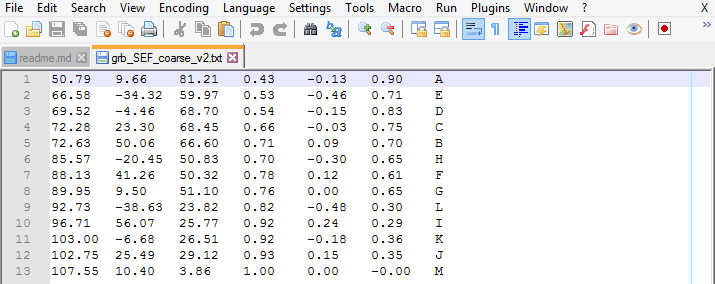 File Edit Search View Encoding Language Settings Tools Macro Run Plugins Window ? X
readme.md grb_SEF_coarse_v2.txt
1 50.79 9.66 81.21 0.43 -0.13 0.90 A
2 66.58 -34.32 59.97 0.53 -0.46 0.71 E
3 69.52 -4.46 68.70 0.54 -0.15 0.83 D
4 72.28 23.30 68.45 0.66 -0.03 0.75 C
5 72.63 50.06 66.60 0.71 0.09 0.70 B
6 85.57 -20.45 50.83 0.70 -0.30 0.65 H
7 88.13 41.26 50.32 0.78 0.12 0.61 F
8 89.95 9.50 51.10 0.76 0.00 0.65 G
9 92.73 -38.63 23.82 0.82 -0.48 0.30 L
10 96.71 56.07 25.77 0.92 0.24 0.29 I
11 103.00 -6.68 26.51 0.92 -0.18 0.36 K
12 102.75 25.49 29.12 0.93 0.15 0.35 J
13 107.55 10.40 3.86 1.00 0.00 -0.00 M